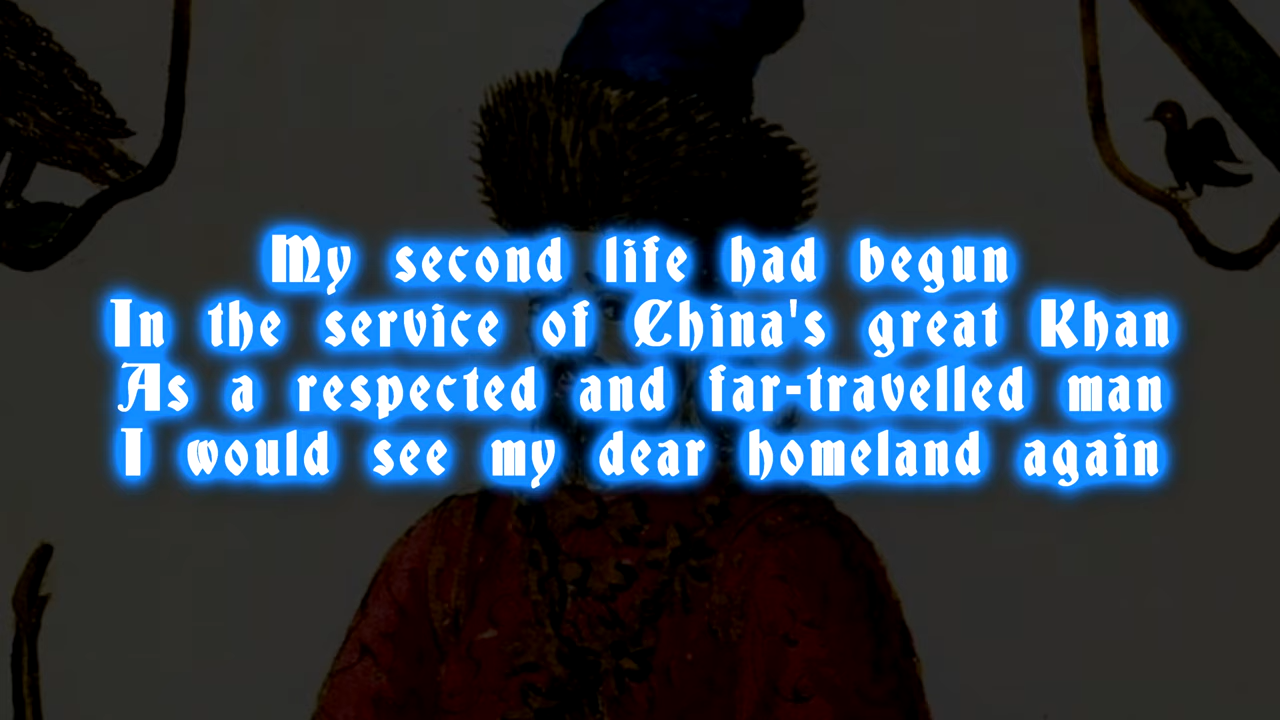 My second life had begun
In the service of China's great Khan
As a respected and far-travelled man
I would see my dear homeland again